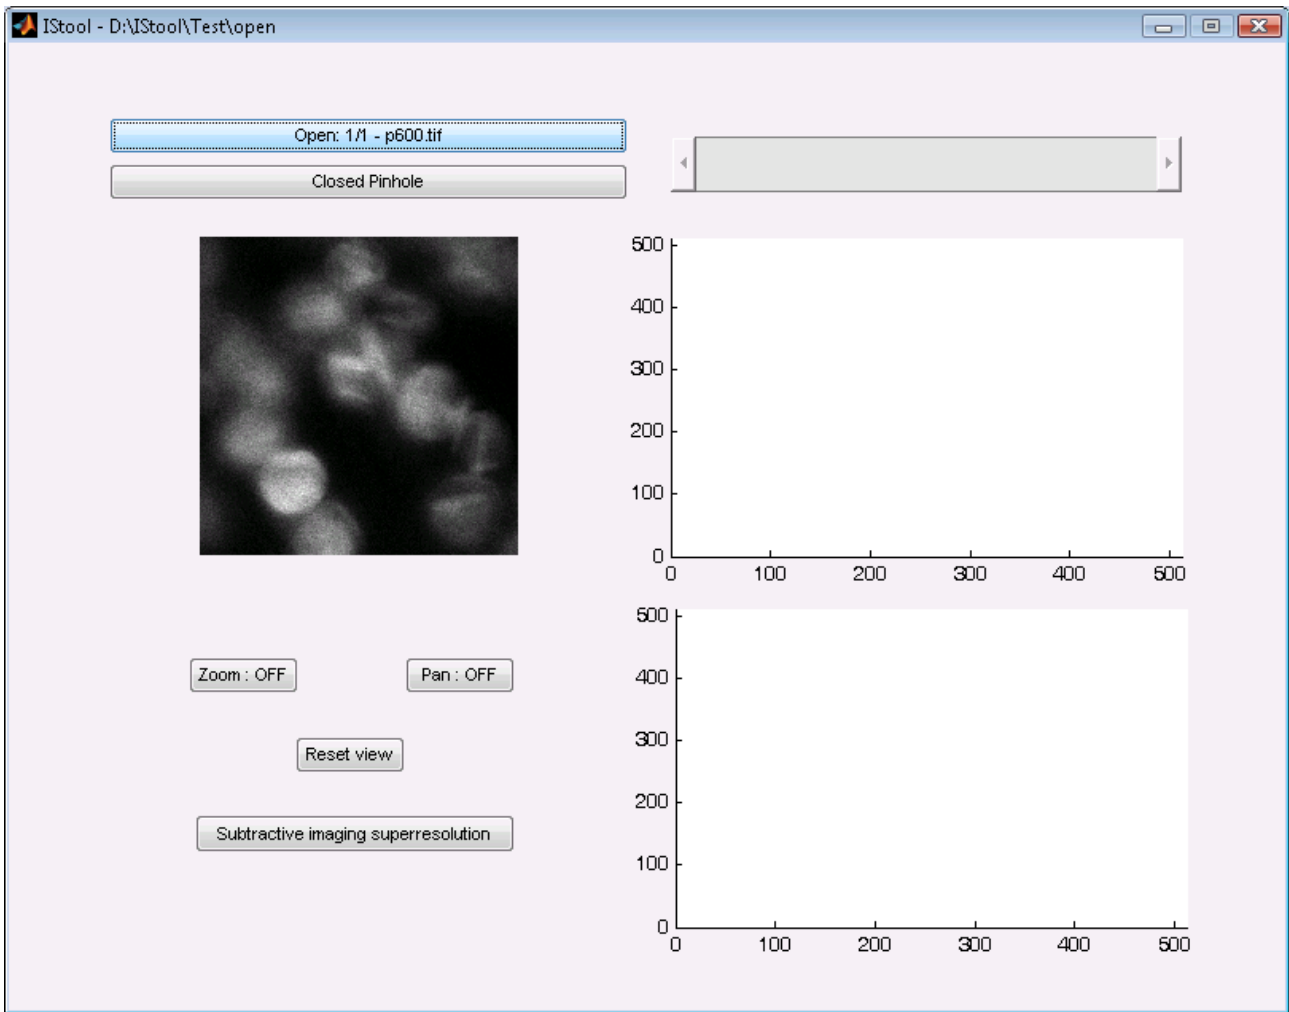 IStool - D:\IStool\Test\open
Open: 1/1 - p600.tif
Closed Pinhole
500
400
300
200
100
0
0 100 200 300 400 500
Zoom : OFF
Pan : OFF
Reset view
Subtractive imaging superresolution
500
400
300
200
100
0
0 100 200 300 400 500